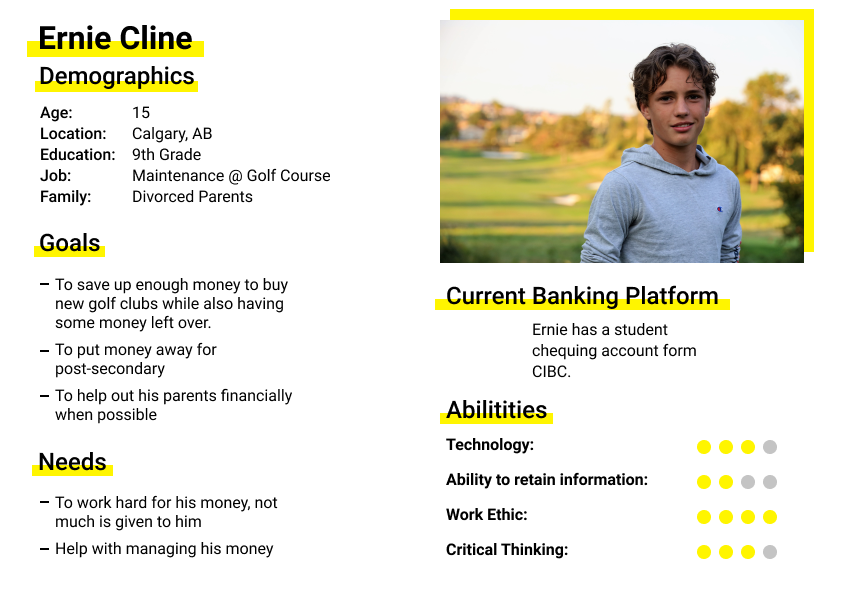 Ernie Cline
Demographics
Age: 15
Location: Calgary, AB
Education: 9th Grade
Job: Maintenance @ Golf Course
Family: Divorced Parents
Goals
– To save up enough money to buy
new golf clubs while also having
some money left over.
– To put money away for
post-secondary
– To help out his parents financially
when possible
Needs
– To work hard for his money, not
much is given to him
– Help with managing his money
Current Banking Platform
Ernie has a student
chequing account form
CIBC.
Abilitities
Technology:
Ability to retain information:
Work Ethic:
Critical Thinking: